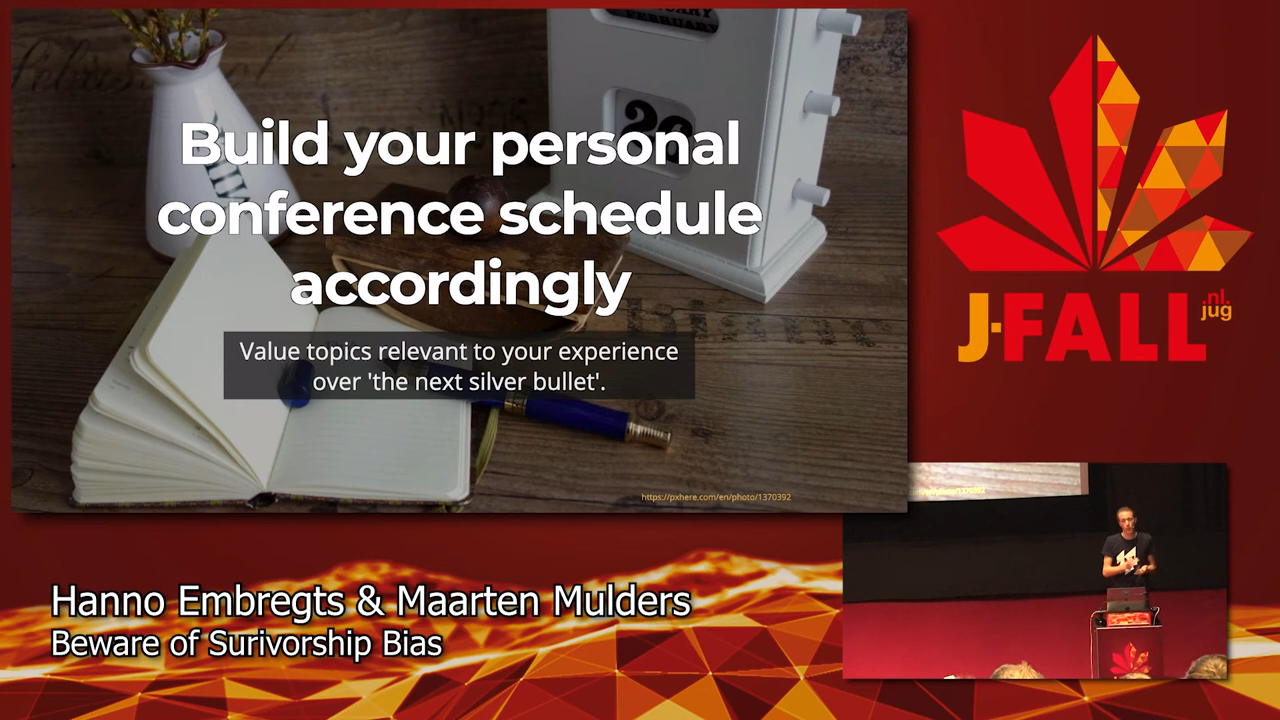 Build your personal
conference schedule
accordingly
Value topics relevant to your experience
over 'the next silver bullet'.
https://pxhere.com/en/photo/1370392
J-FALL
nl.
jug
Hanno Embregts & Maarten Mulders
Beware of Surivorship Bias